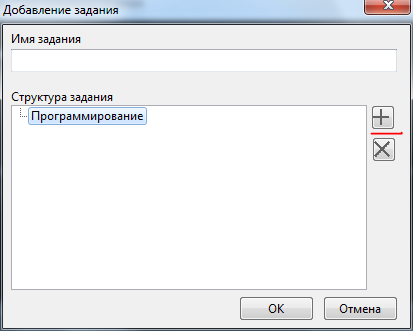 Добавление задания
Имя задания
Структура задания
Программирование
OK
Отмена